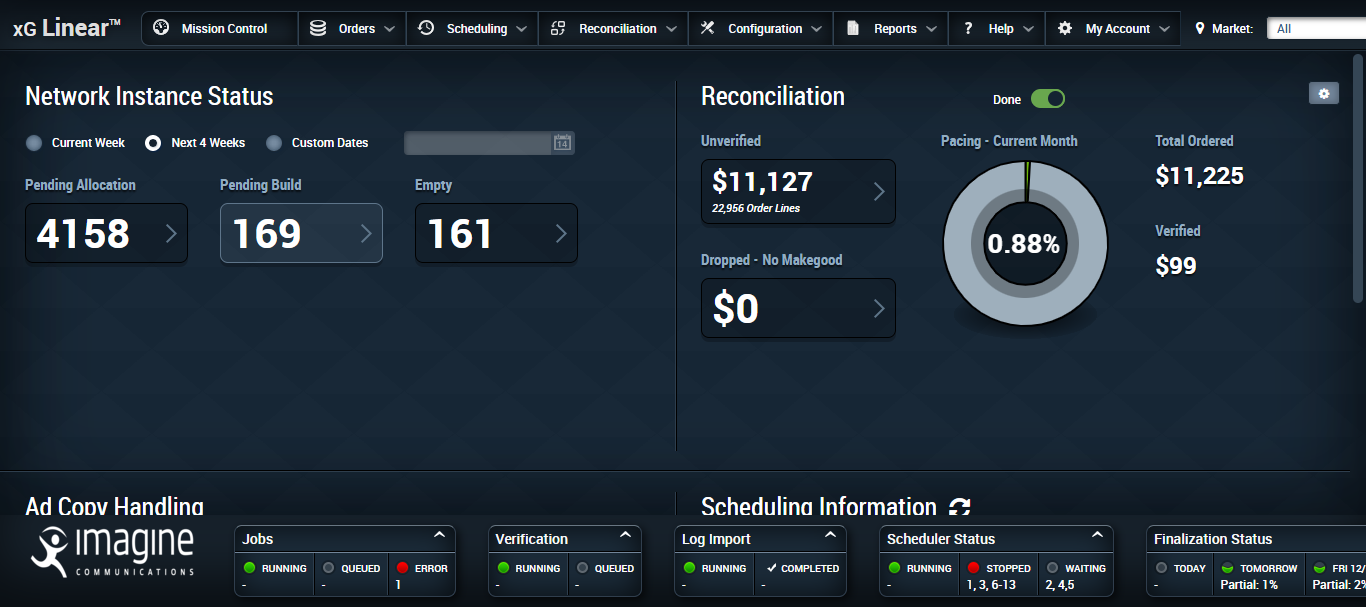 xG Linear™
Mission Control
Orders
Scheduling
Reconciliation
Configuration
Reports
? Help
My Account
Market:
All
Network Instance Status
Current Week
Next 4 Weeks
Custom Dates
14
Pending Allocation
4158
Pending Build
169
Empty
161
Reconciliation
Done
Unverified
$11,127
22,956 Order Lines
Dropped - No Makegood
$0
Pacing - Current Month
0.88%
Total Ordered
$11,225
Verified
$99
Ad Copy Handling
Scheduling Information
imagine
COMMUNICATIONS
Jobs
RUNNING
-
QUEUED
-
ERROR
1
Verification
RUNNING
-
QUEUED
-
Log Import
RUNNING
-
COMPLETED
-
Scheduler Status
RUNNING
-
STOPPED
1, 3, 6-13
WAITING
2, 4,5
Finalization Status
TODAY
-
TOMORROW
Partial: 1%
FRI 12/
Partial: 2%